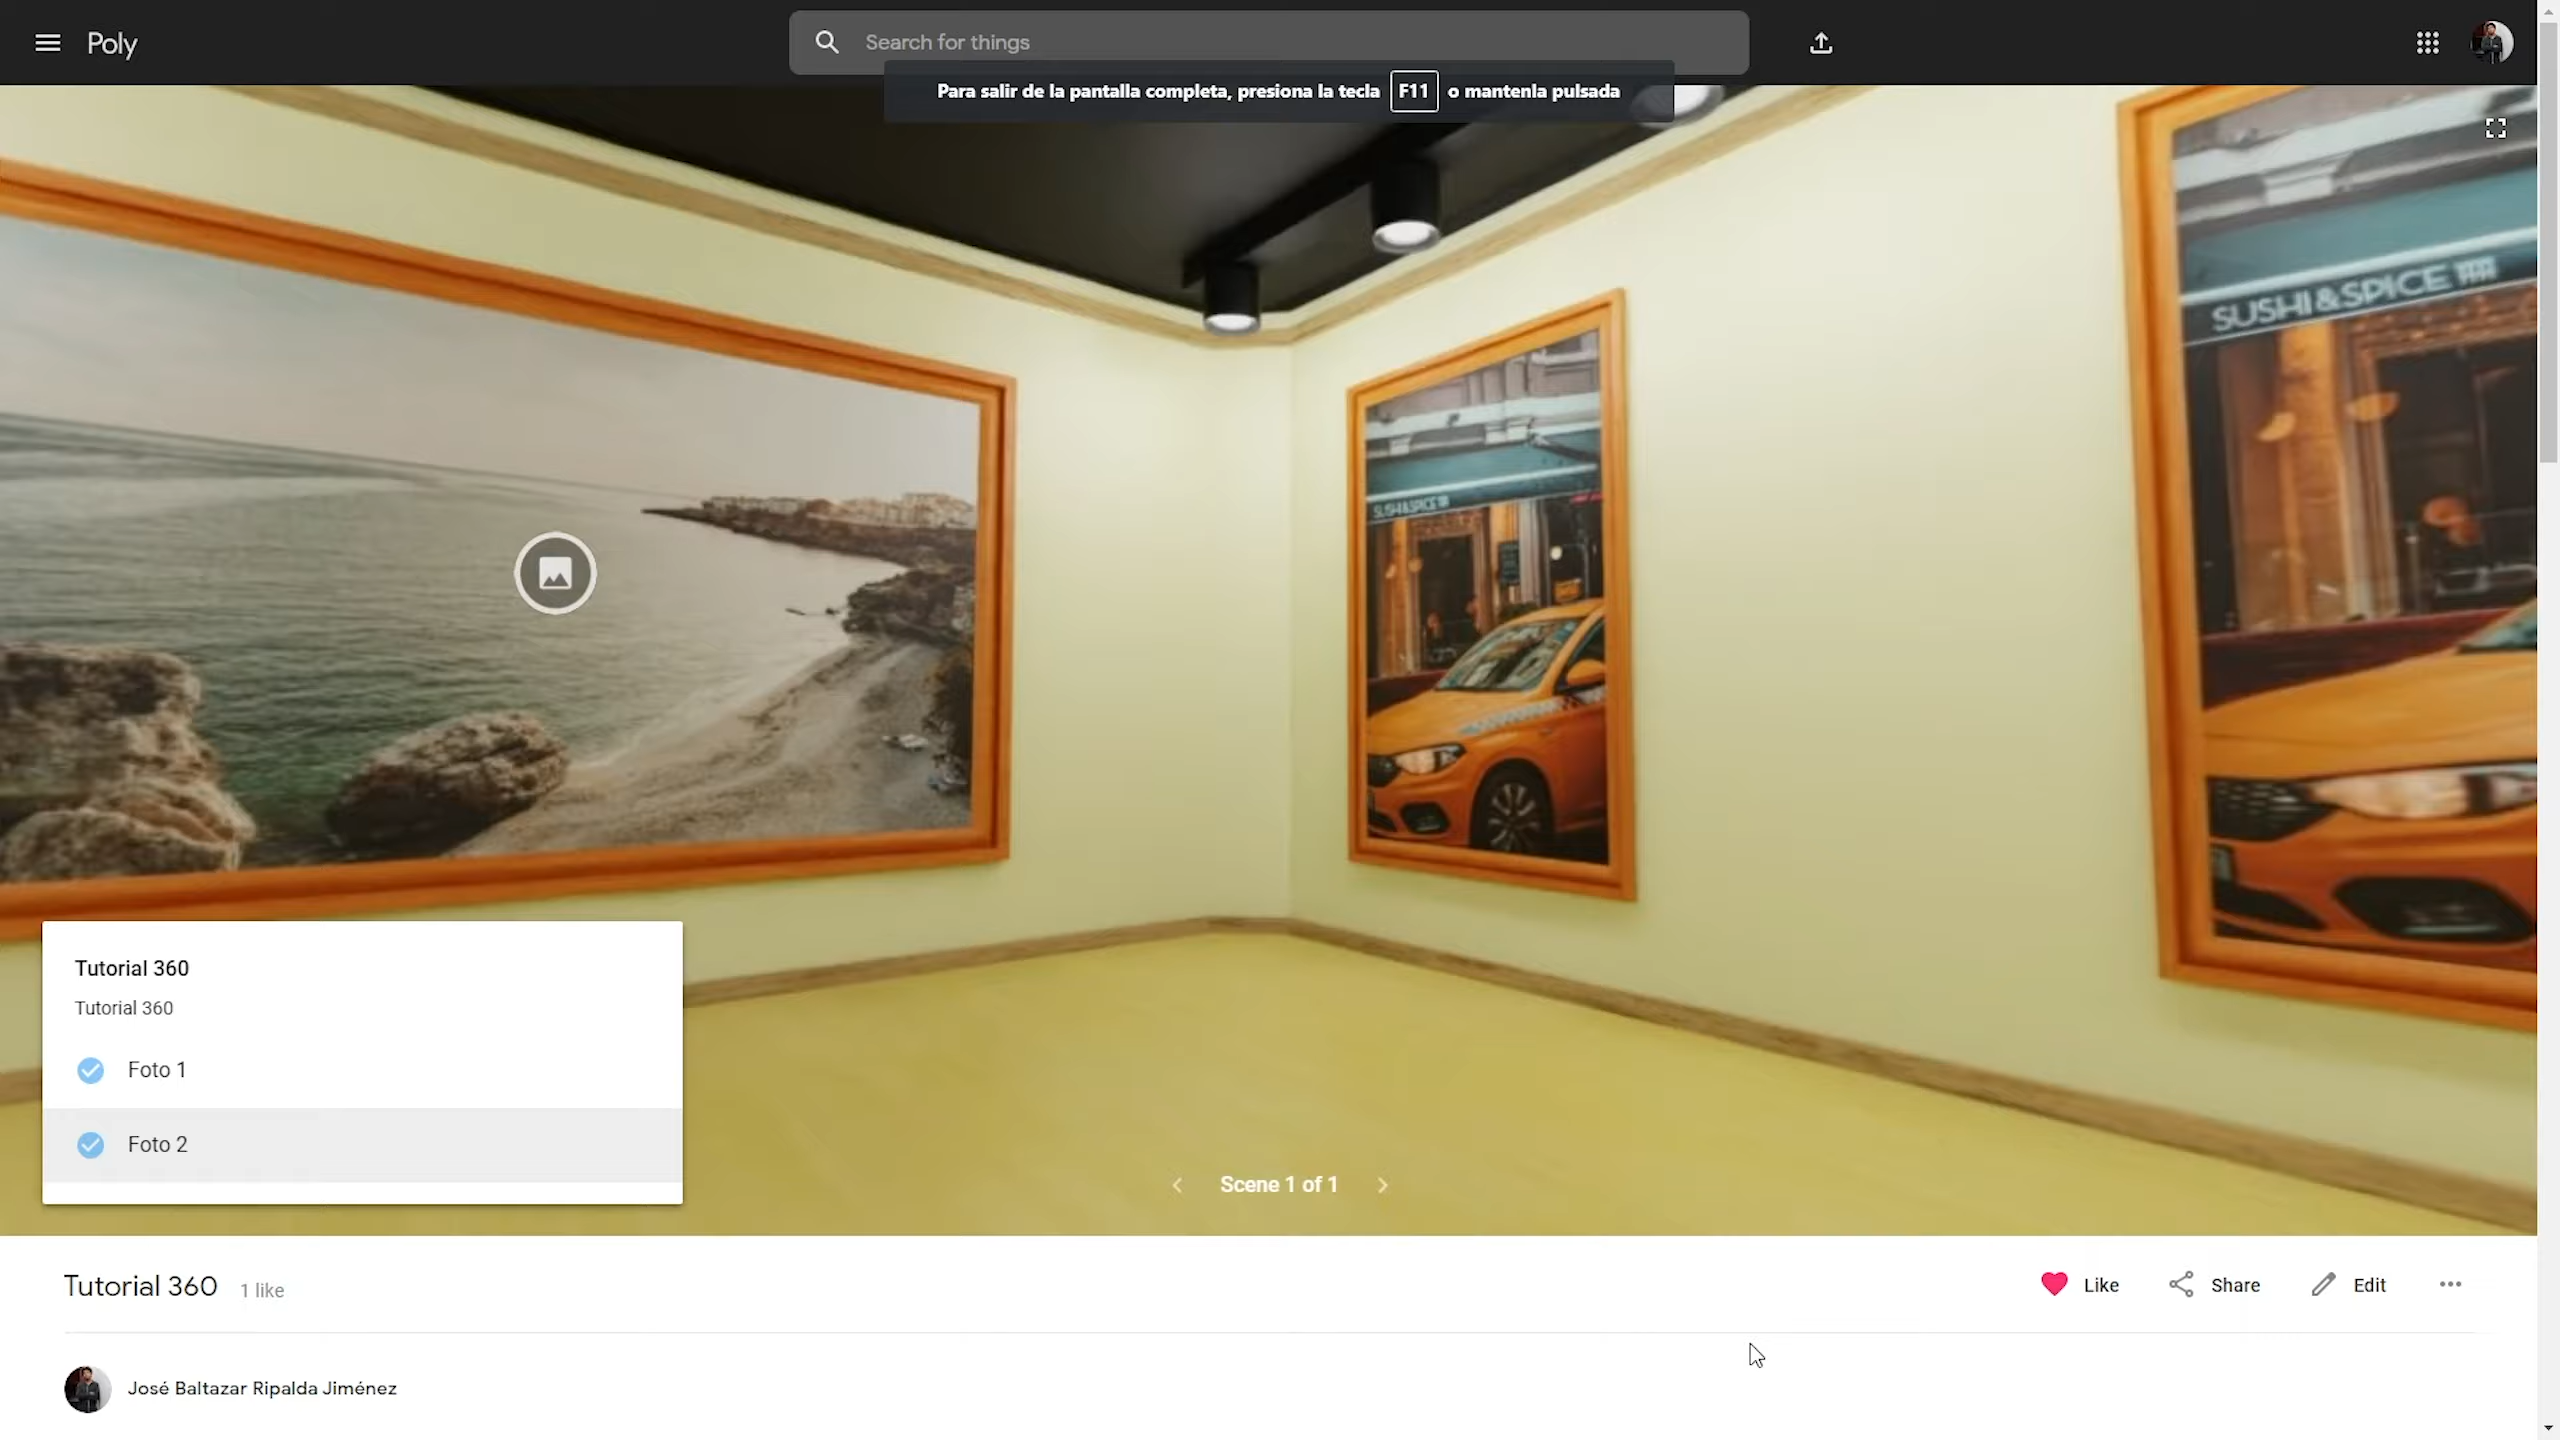 Poly
Search for things
Para salir de la pantalla completa, presiona la tecla F11 o mantenla pulsada
SUSHI&SPICE
SUSHI&SPICE
Tutorial 360
Tutorial 360
Foto 1
Foto 2
Scene 1 of 1
Tutorial 360 1 like
Like Share Edit
José Baltazar Ripalda Jiménez